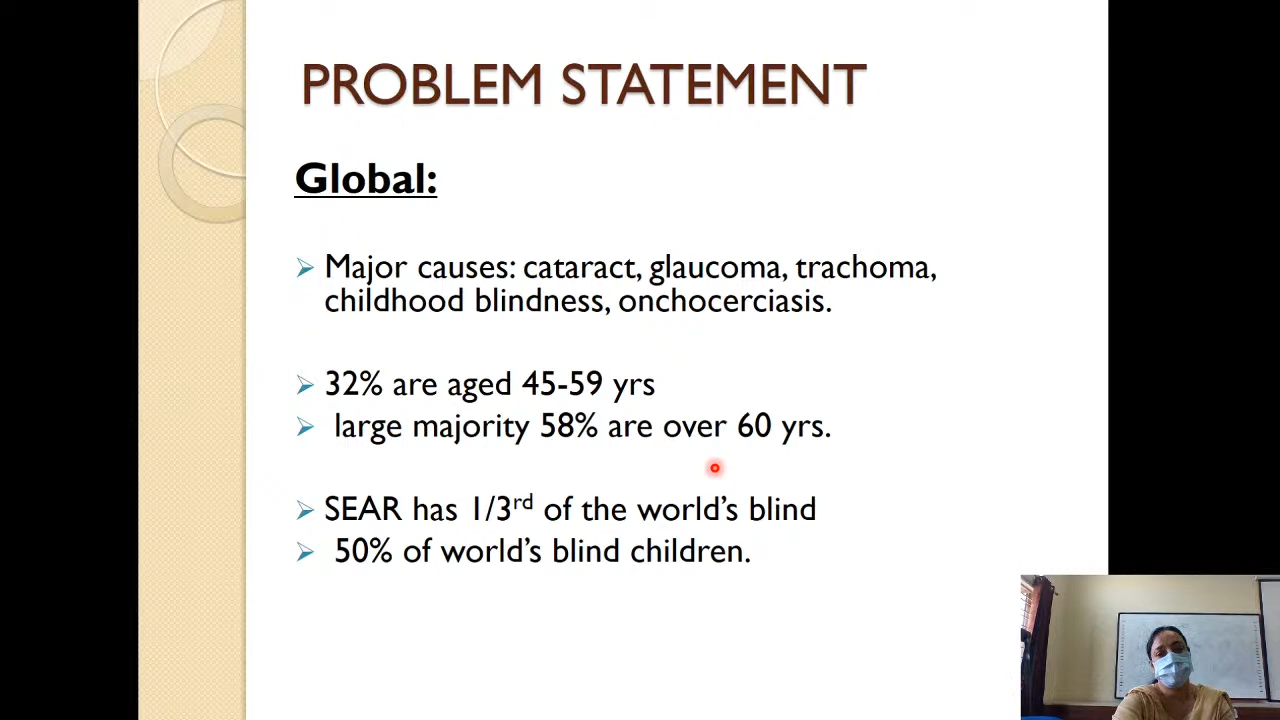 PROBLEM STATEMENT
Global:
Major causes: cataract, glaucoma, trachoma,
childhood blindness, onchocerciasis.
32% are aged 45-59 yrs
large majority 58% are over 60 yrs.
SEAR has 1/3rd of the world's blind
50% of world's blind children.